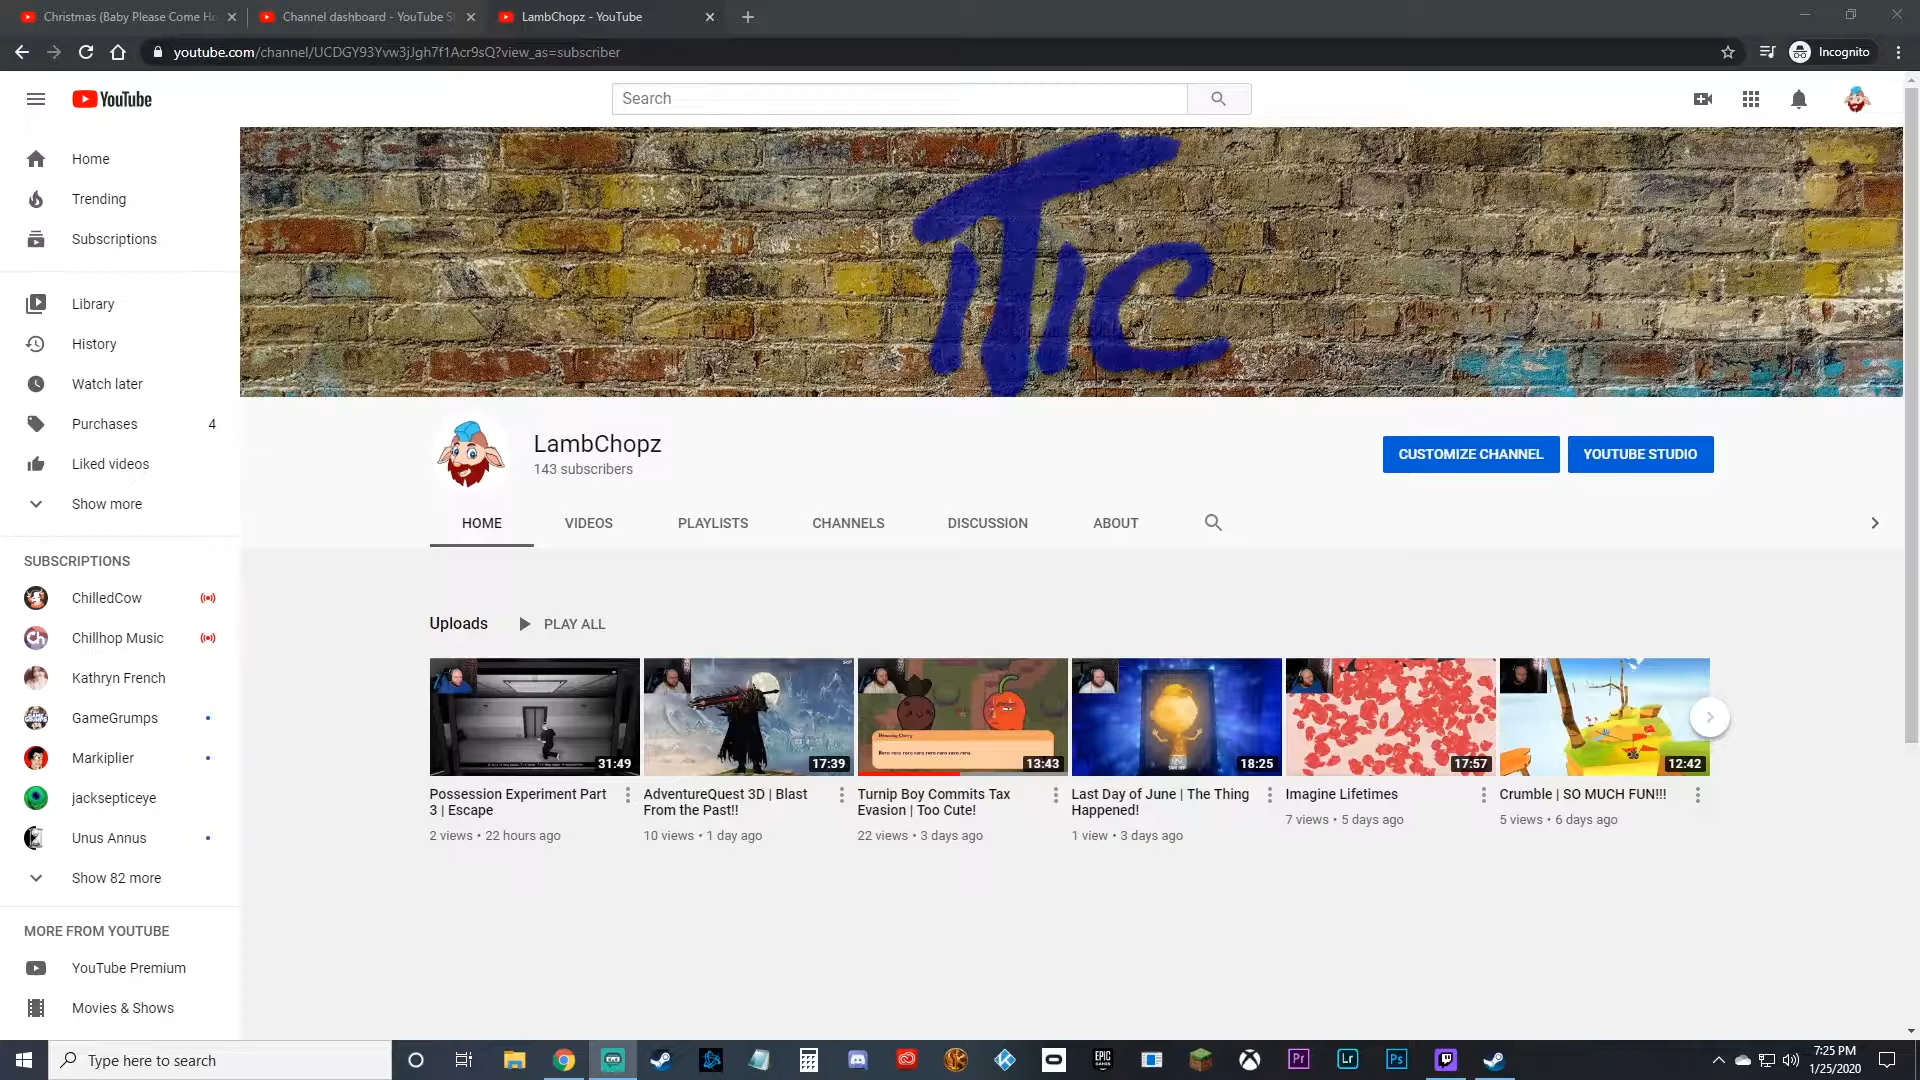 Christmas (Baby Please Come Ho
Channel dashboard - YouTube St
LambChopz - YouTube
youtube.com/channel/UCDGY93Yvw3jJgh7f1Acr9sQ?view_as=subscriber
Incognito
YouTube
Search
Home
Trending
Subscriptions
Library
History
Watch later
Purchases 4
Liked videos
Show more
SUBSCRIPTIONS
ChilledCow
Chillhop Music
Kathryn French
GameGrumps
Markiplier
jacksepticeye
Unus Annus
Show 82 more
MORE FROM YOUTUBE
YouTube Premium
Movies & Shows
ITIC
LambChopz
143 subscribers
CUSTOMIZE CHANNEL
YOUTUBE STUDIO
HOME VIDEOS PLAYLISTS CHANNELS DISCUSSION ABOUT
Uploads PLAY ALL
31:49
Possession Experiment Part
3 | Escape
2 views • 22 hours ago
17:39
AdventureQuest 3D | Blast
From the Past!!
10 views • 1 day ago
13:43
Turnip Boy Commits Tax
Evasion | Too Cute!
22 views • 3 days ago
18:25
Last Day of June | The Thing
Happened!
1 view • 3 days ago
17:57
Imagine Lifetimes
7 views • 5 days ago
12:42
Crumble | SO MUCH FUN!!!
5 views • 6 days ago
Type here to search
EPIC
Pr
Lr
Ps
7:25 PM
1/25/2020